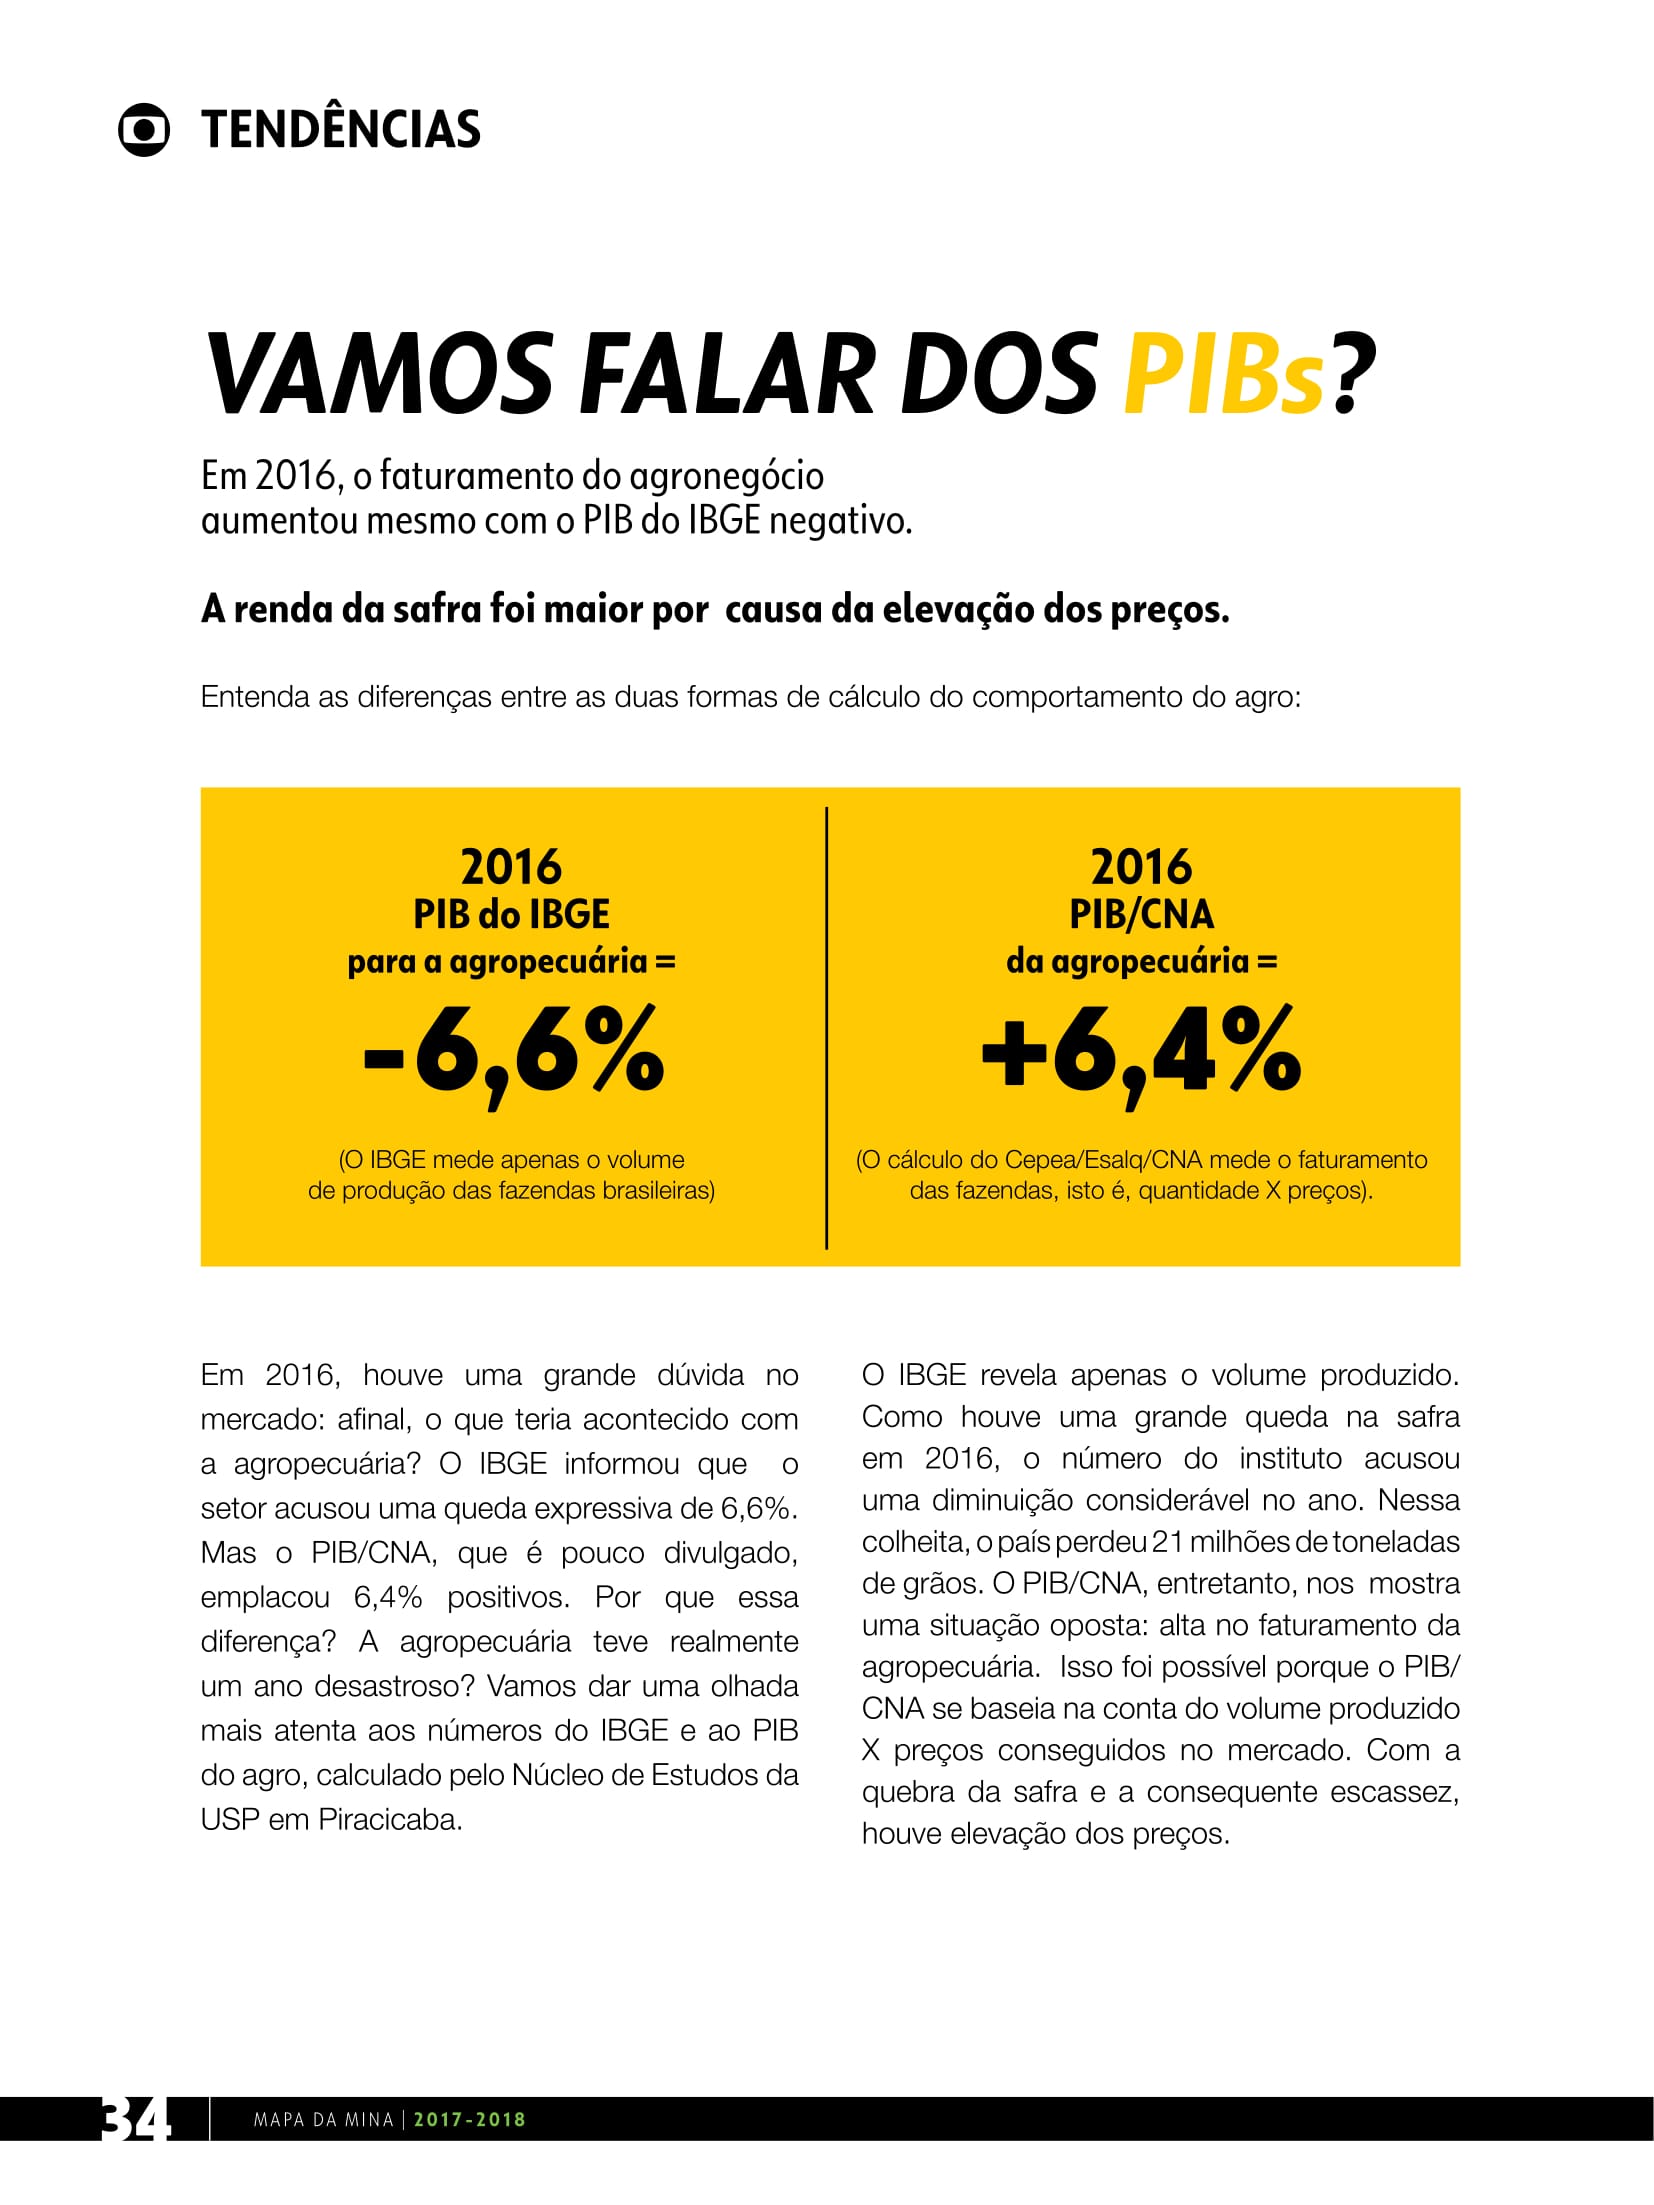 TENDÊNCIAS
VAMOS FALAR DOS PIBs?
Em 2016, o faturamento do agronegócio
aumentou mesmo com o PIB do IBGE negativo.
A renda da safra foi maior por causa da elevação dos preços.
Entenda as diferenças entre as duas formas de cálculo do comportamento do agro:
2016
PIB do IBGE
para a agropecuária =
-6,6%
(O IBGE mede apenas o volume
de produção das fazendas brasileiras)
2016
PIB/CNA
da agropecuária =
+6,4%
(O cálculo do Cepea/Esalq/CNA mede o faturamento
das fazendas, isto é, quantidade X preços).
Em 2016, houve uma grande dúvida no
mercado: afinal, o que teria acontecido com
a agropecuária? O IBGE informou que o
setor acusou uma queda expressiva de 6,6%.
Mas o PIB/CNA, que é pouco divulgado,
emplacou 6,4% positivos. Por que essa
diferença? A agropecuária teve realmente
um ano desastroso? Vamos dar uma olhada
mais atenta aos números do IBGE e ao PIB
do agro, calculado pelo Núcleo de Estudos da
USP em Piracicaba.
O IBGE revela apenas o volume produzido.
Como houve uma grande queda na safra
em 2016, o número do instituto acusou
uma diminuição considerável no ano. Nessa
colheita, o país perdeu 21 milhões de toneladas
de grãos. O PIB/CNA, entretanto, nos mostra
uma situação oposta: alta no faturamento da
agropecuária. Isso foi possível porque o PIB/
CNA se baseia na conta do volume produzido
X preços conseguidos no mercado. Com a
quebra da safra e a consequente escassez,
houve elevação dos preços.
34
MAPA DA MINA | 2017-2018